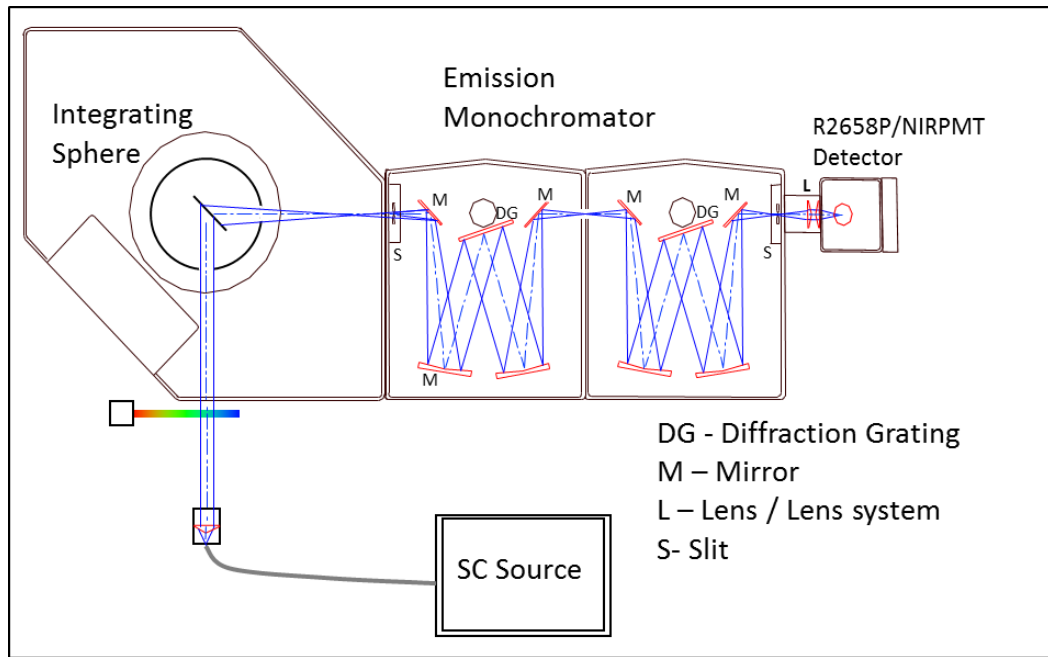 Integrating
Sphere
Emission
Monochromator
R2658P/NIRPMT
Detector
L
M
DG
M
S
M
M
DG
M
S
DG - Diffraction Grating
M – Mirror
L – Lens / Lens system
S- Slit
SC Source